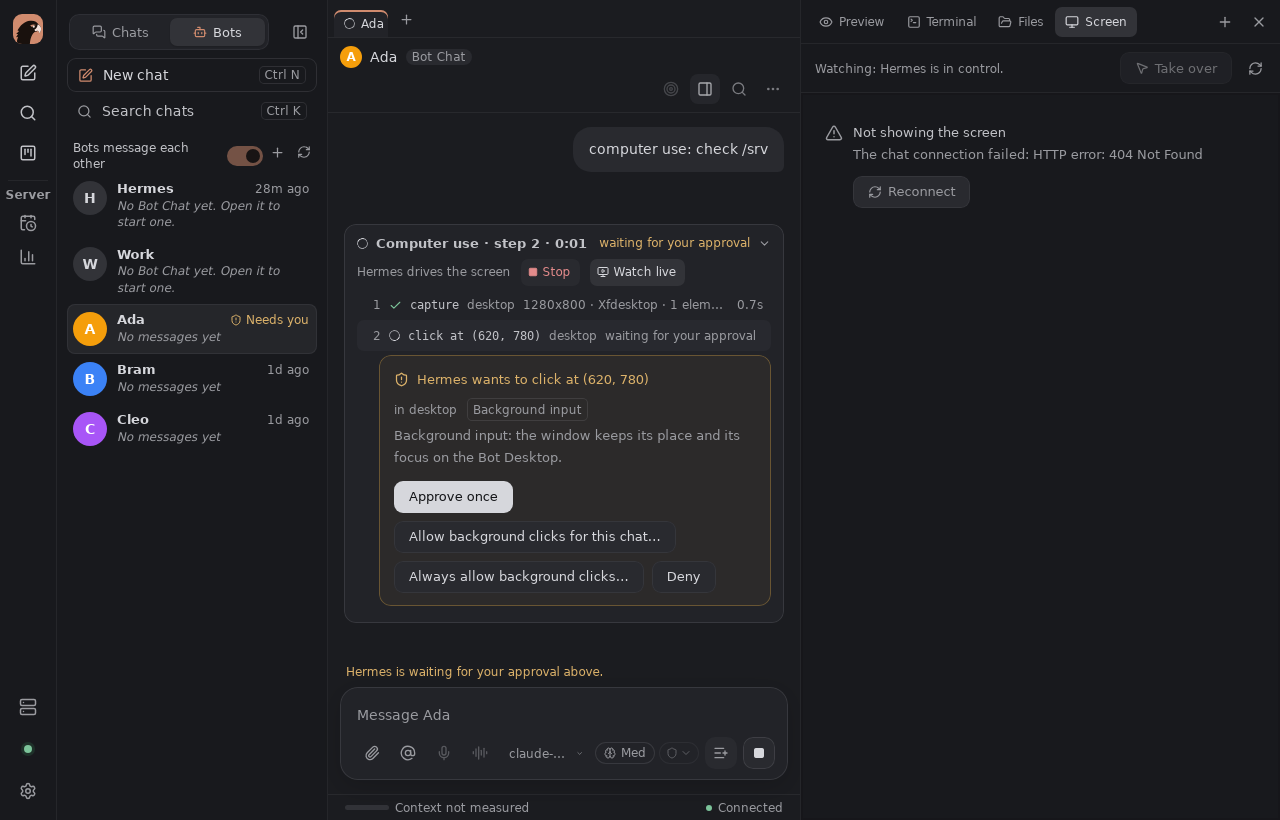 Chats
Bots
New chat
Ctrl N
Search chats
Ctrl K
Bots message each other
H
Hermes
28m ago
No Bot Chat yet. Open it to start one.
W
Work
No Bot Chat yet. Open it to start one.
A
Ada
Needs you
No messages yet
B
Bram
1d ago
No messages yet
C
Cleo
1d ago
No messages yet
Server
Ada
A
Ada
Bot Chat
computer use: check /srv
Computer use · step 2 · 0:01
waiting for your approval
Hermes drives the screen
Stop
Watch live
1 capture desktop 1280x800 · Xfdesktop · 1 elem… 0.7s
2 click at (620, 780) desktop waiting for your approval
Hermes wants to click at (620, 780)
in desktop
Background input
Background input: the window keeps its place and its
focus on the Bot Desktop.
Approve once
Allow background clicks for this chat…
Always allow background clicks…
Deny
Hermes is waiting for your approval above.
Message Ada
claude-…
Med
Context not measured
Connected
Preview
Terminal
Files
Screen
Watching: Hermes is in control.
Take over
Not showing the screen
The chat connection failed: HTTP error: 404 Not Found
Reconnect